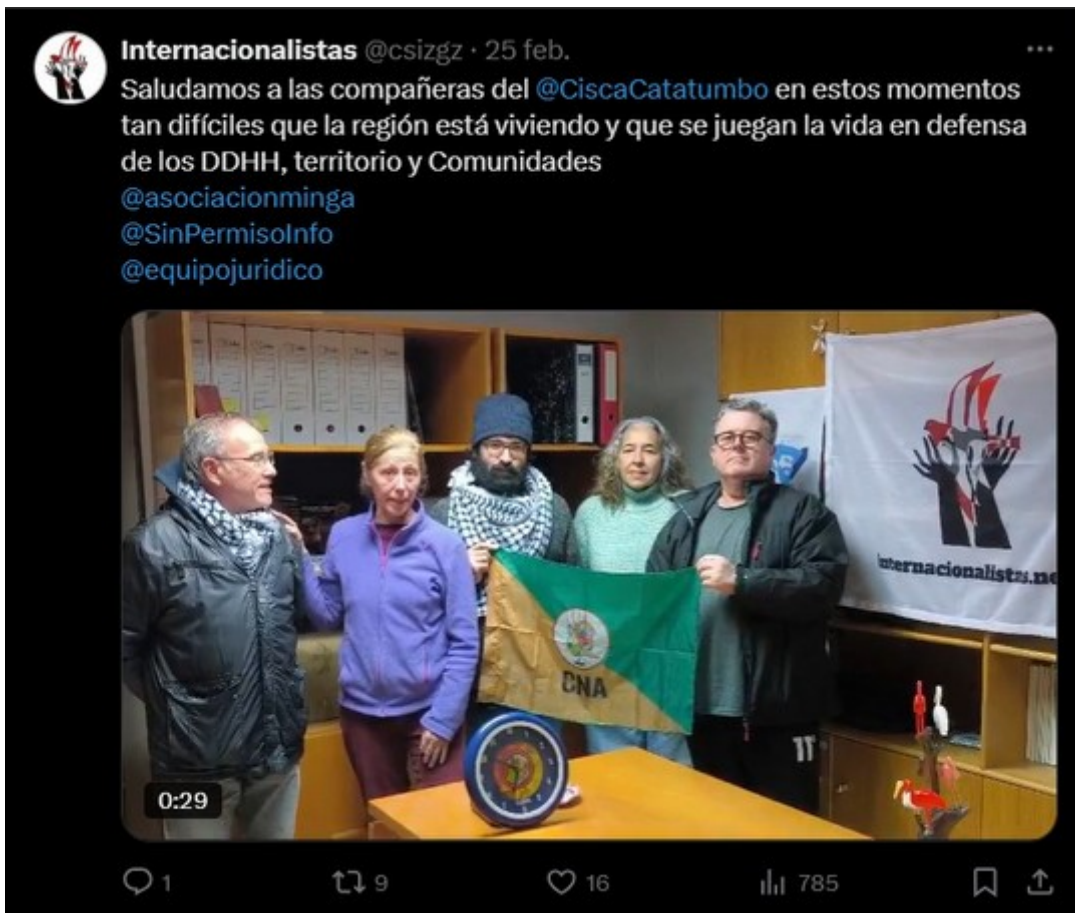 Internacionalistas @csizgz · 25 feb.
Saludamos a las compañeras del @CiscaCatatumbo en estos momentos
tan difíciles que la región está viviendo y que se juegan la vida en defensa
de los DDHH, territorio y Comunidades
@asociacionminga
@SinPermisoInfo
@equipojuridico
internacionalistas.ne
CNA
0:29
1 9 16 785